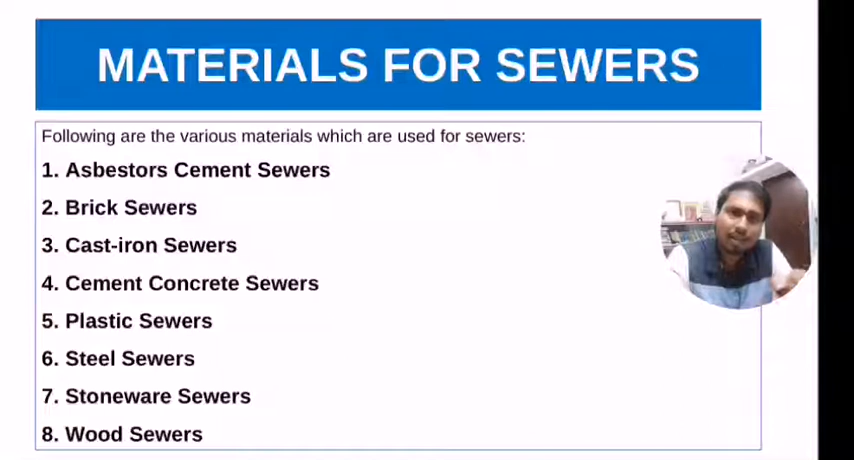 MATERIALS FOR SEWERS
Following are the various materials which are used for sewers:
1. Asbestors Cement Sewers
2. Brick Sewers
3. Cast-iron Sewers
4. Cement Concrete Sewers
5. Plastic Sewers
6. Steel Sewers
7. Stoneware Sewers
8. Wood Sewers